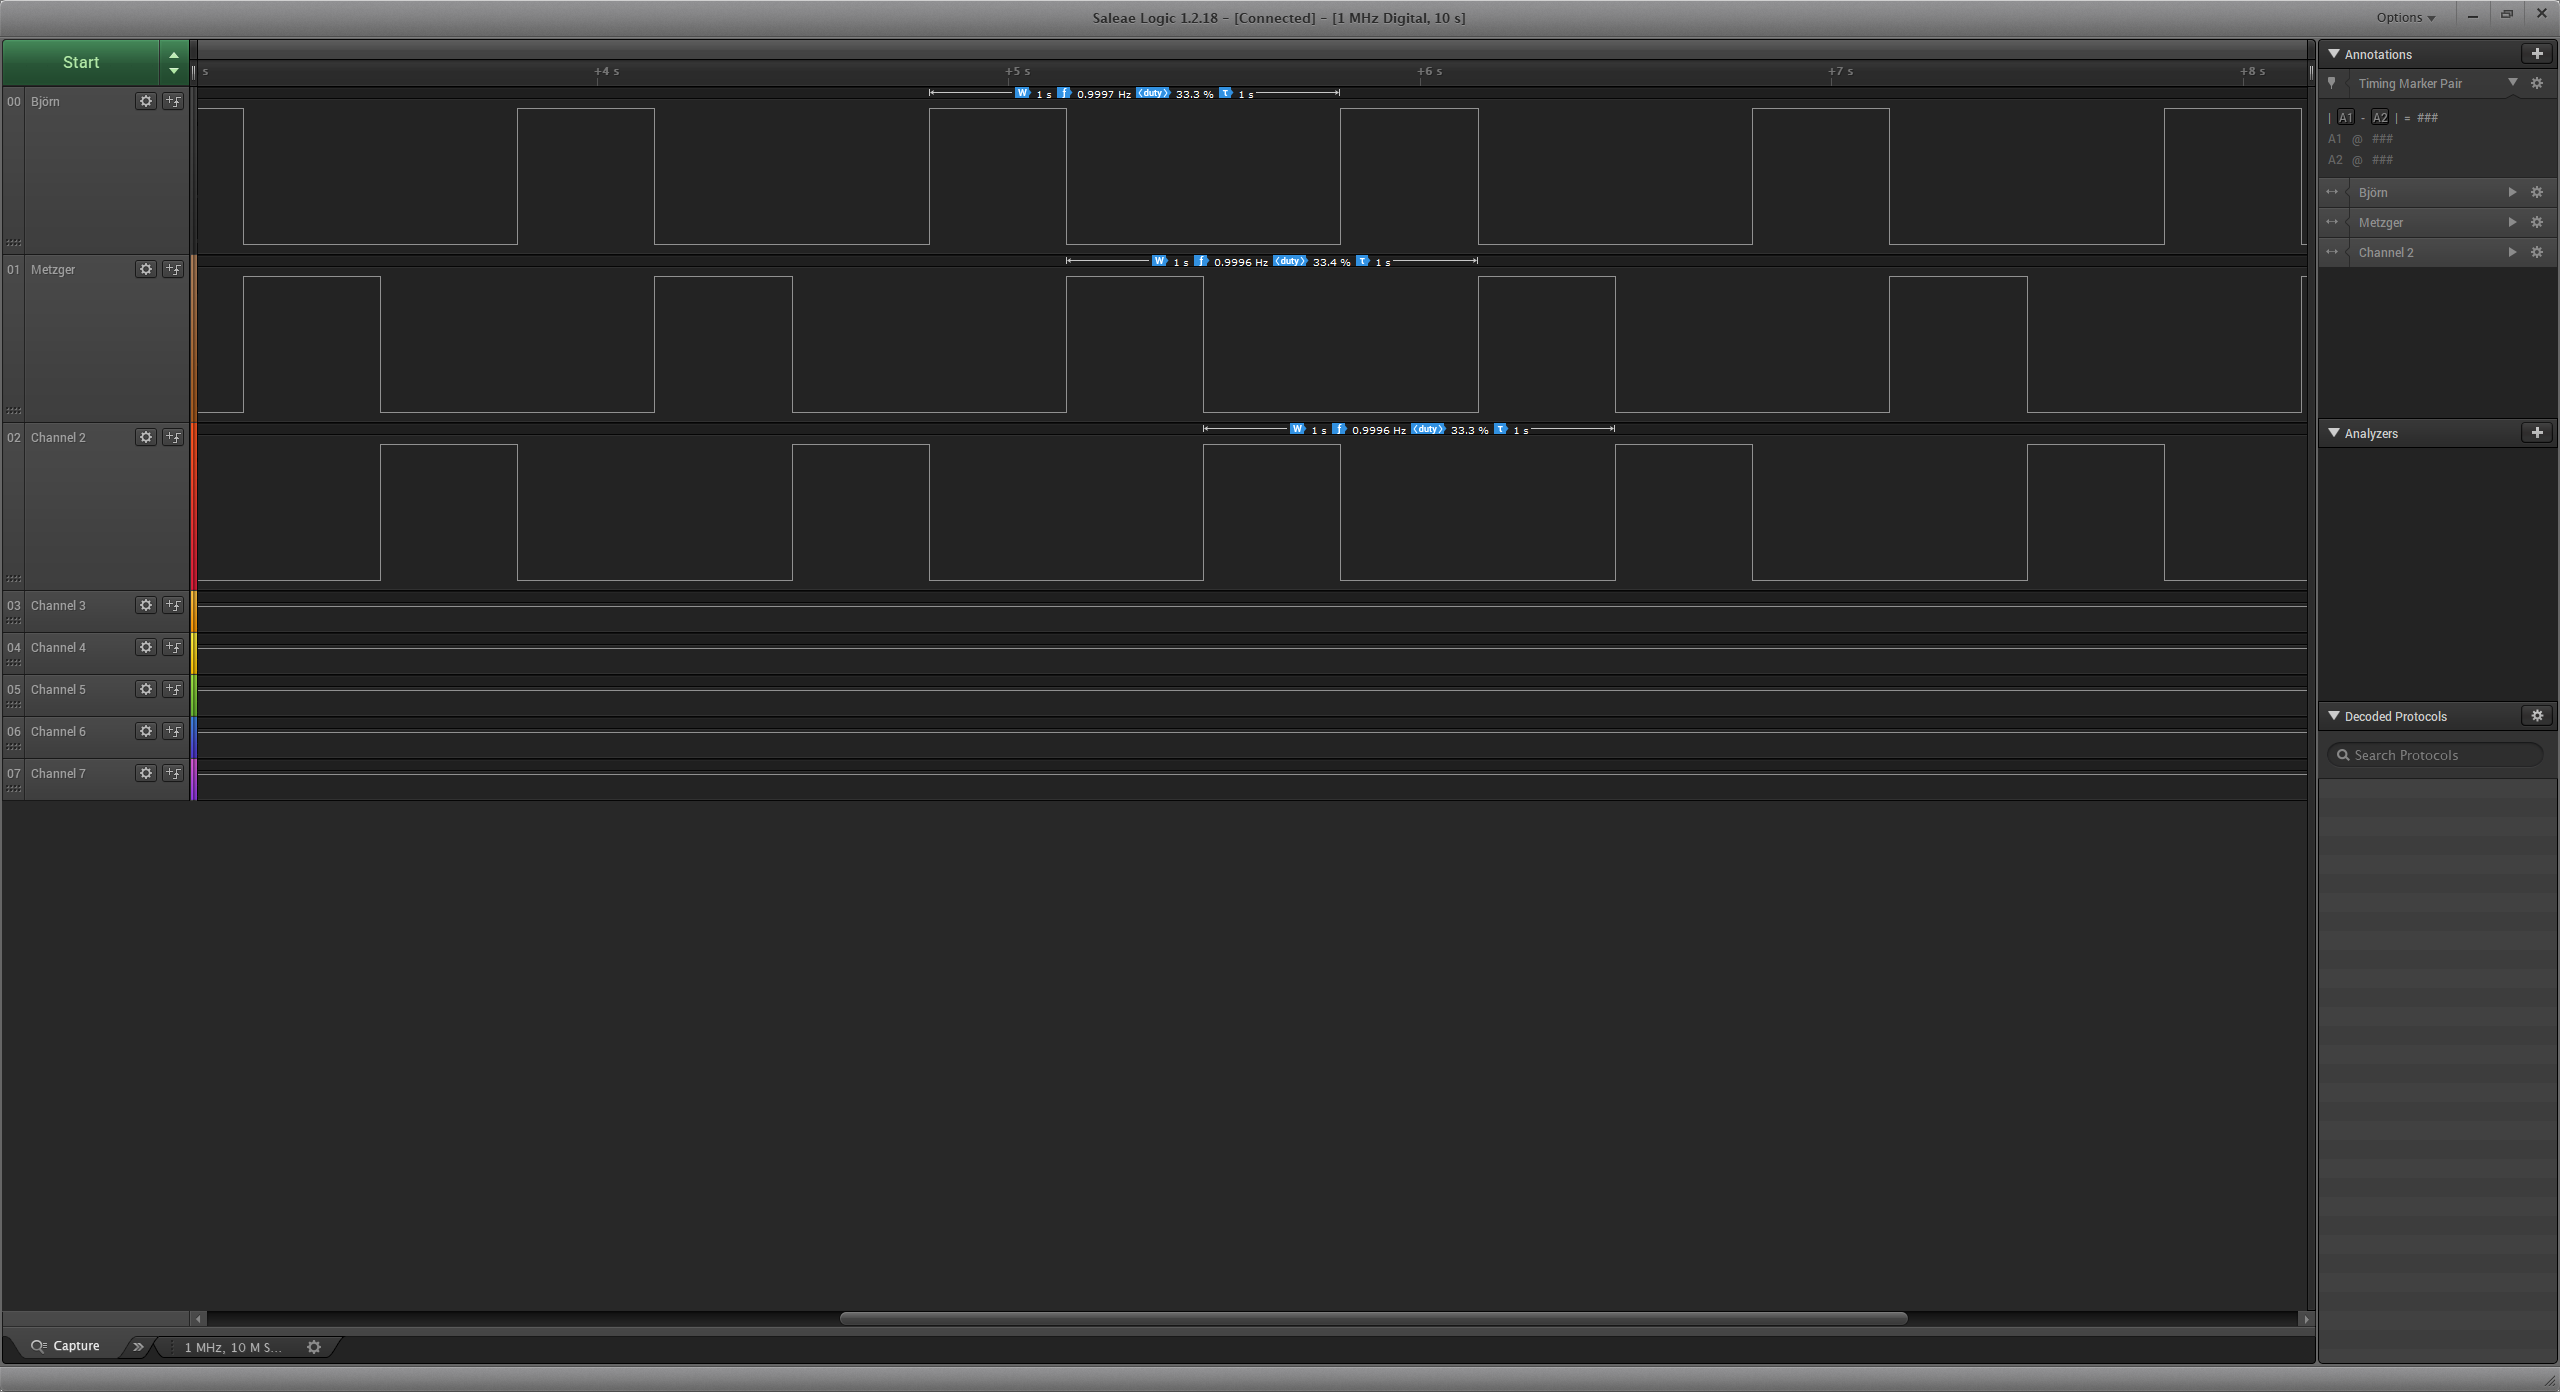 Saleae Logic 1.2.18 - [Connected] - [1 MHz Digital, 10 s]
Options
Start
s +4 s +5 s +6 s +7 s +8 s
00 Björn
W 1 s f 0.9997 Hz (duty) 33.3 % T 1 s
01 Metzger
W 1 s f 0.9996 Hz (duty) 33.4 % T 1 s
02 Channel 2
W 1 s f 0.9996 Hz (duty) 33.3 % T 1 s
03 Channel 3
04 Channel 4
05 Channel 5
06 Channel 6
07 Channel 7
Annotations
Timing Marker Pair
| A1 - A2 | = ###
A1 @ ###
A2 @ ###
Björn
Metzger
Channel 2
Analyzers
Decoded Protocols
Search Protocols
Capture
1 MHz, 10 M S...